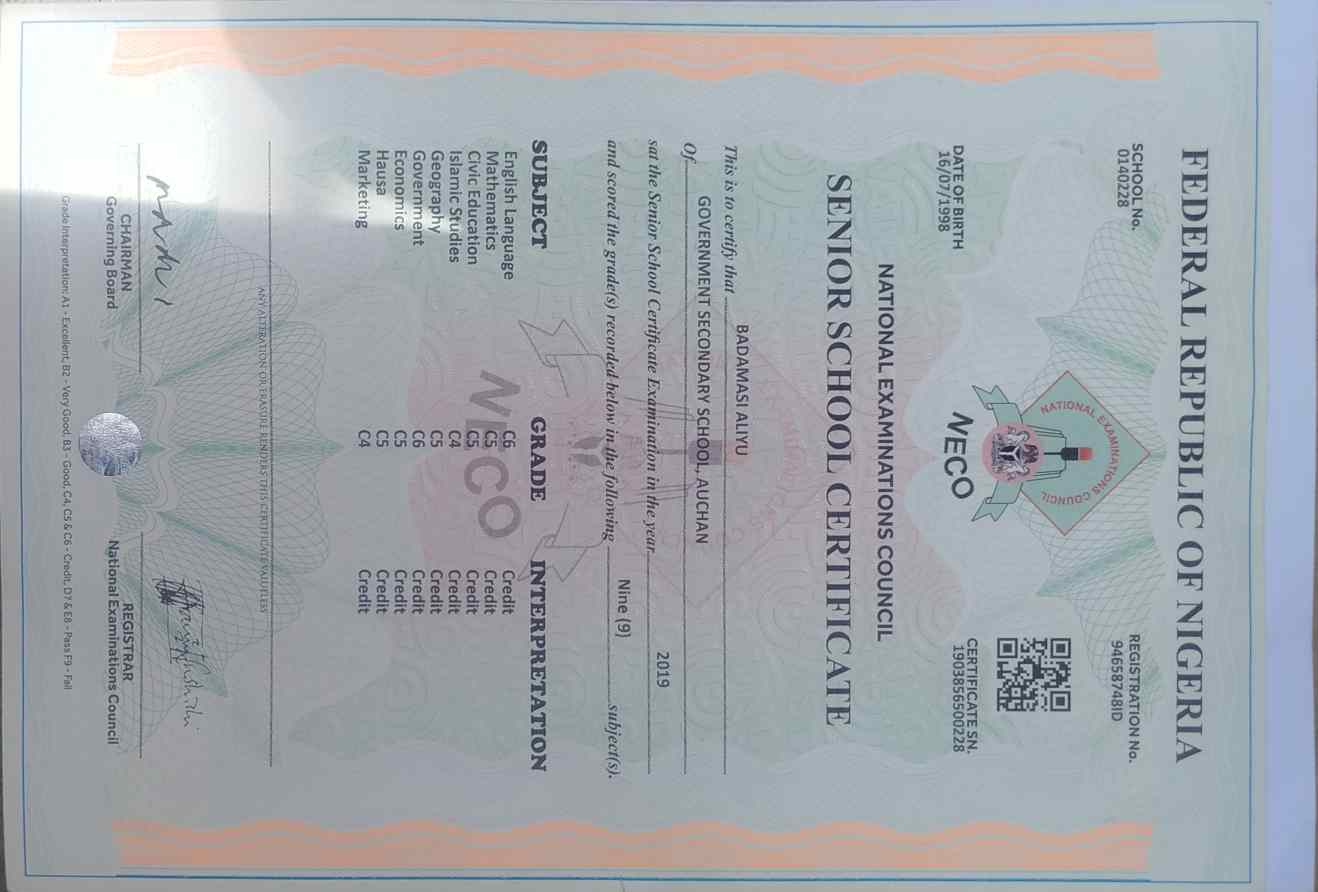 FEDERAL REPUBLIC OF NIGERIA
SCHOOL No.
0140228
REGISTRATION No.
94658748ID
NATIONAL EXAMINATIONS COUNCIL
NECO
DATE OF BIRTH
16/07/1998
CERTIFICATE SN.
1903856500228
NATIONAL EXAMINATIONS COUNCIL
SENIOR SCHOOL CERTIFICATE
This is to certify that BADAMASI ALIYU
Of GOVERNMENT SECONDARY SCHOOL, AUCHAN
sat the Senior School Certificate Examination in the year 2019
and scored the grade(s) recorded below in the following Nine (9) subject(s).
SUBJECT GRADE INTERPRETATION
English Language C6 Credit
Mathematics C5 Credit
Civic Education C5 Credit
Islamic Studies C4 Credit
Geography C5 Credit
Government C6 Credit
Economics C5 Credit
Hausa C5 Credit
Marketing C4 Credit
NECO
ANY ALTERATION OR ERASURE RENDERS THIS CERTIFICATE VALUELESS
CHAIRMAN
Governing Board
REGISTRAR
National Examinations Council
Grade Interpretation: A1 - Excellent, B2 - Very Good, B3 - Good, C4, C5 & C6 - Credit, D7 & E8 - Pass F9 - Fail